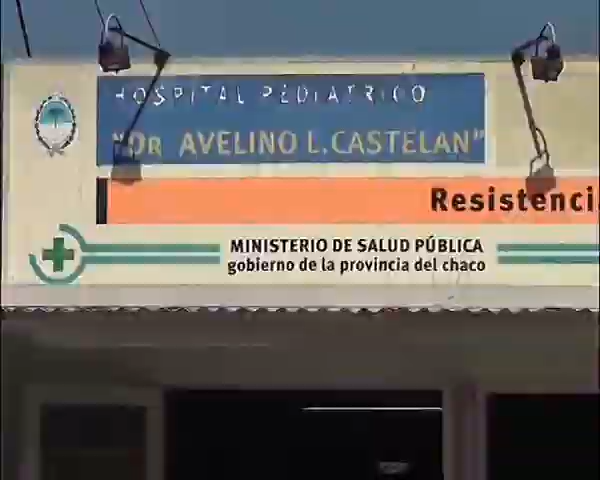 HOSPITAL PEDIATRICO
"DR AVELINO L. CASTELAN"
Resistenci
MINISTERIO DE SALUD PÚBLICA
gobierno de la provincia del chaco